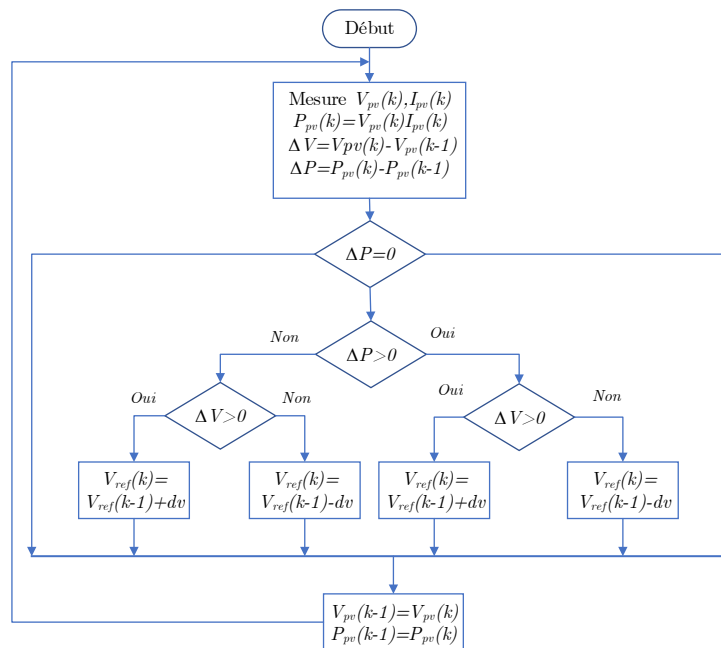 Début
Mesure V_pv(k),I_pv(k)
P_pv(k)=V_pv(k)I_pv(k)
ΔV=Vpv(k)-V_pv(k-1)
ΔP=P_pv(k)-P_pv(k-1)
ΔP=0
Non
ΔP>0
Oui
Oui
ΔV>0
Non
Oui
ΔV>0
Non
V_ref(k)=
V_ref(k-1)+dv
V_ref(k)=
V_ref(k-1)-dv
V_ref(k)=
V_ref(k-1)+dv
V_ref(k)=
V_ref(k-1)-dv
V_pv(k-1)=V_pv(k)
P_pv(k-1)=P_pv(k)